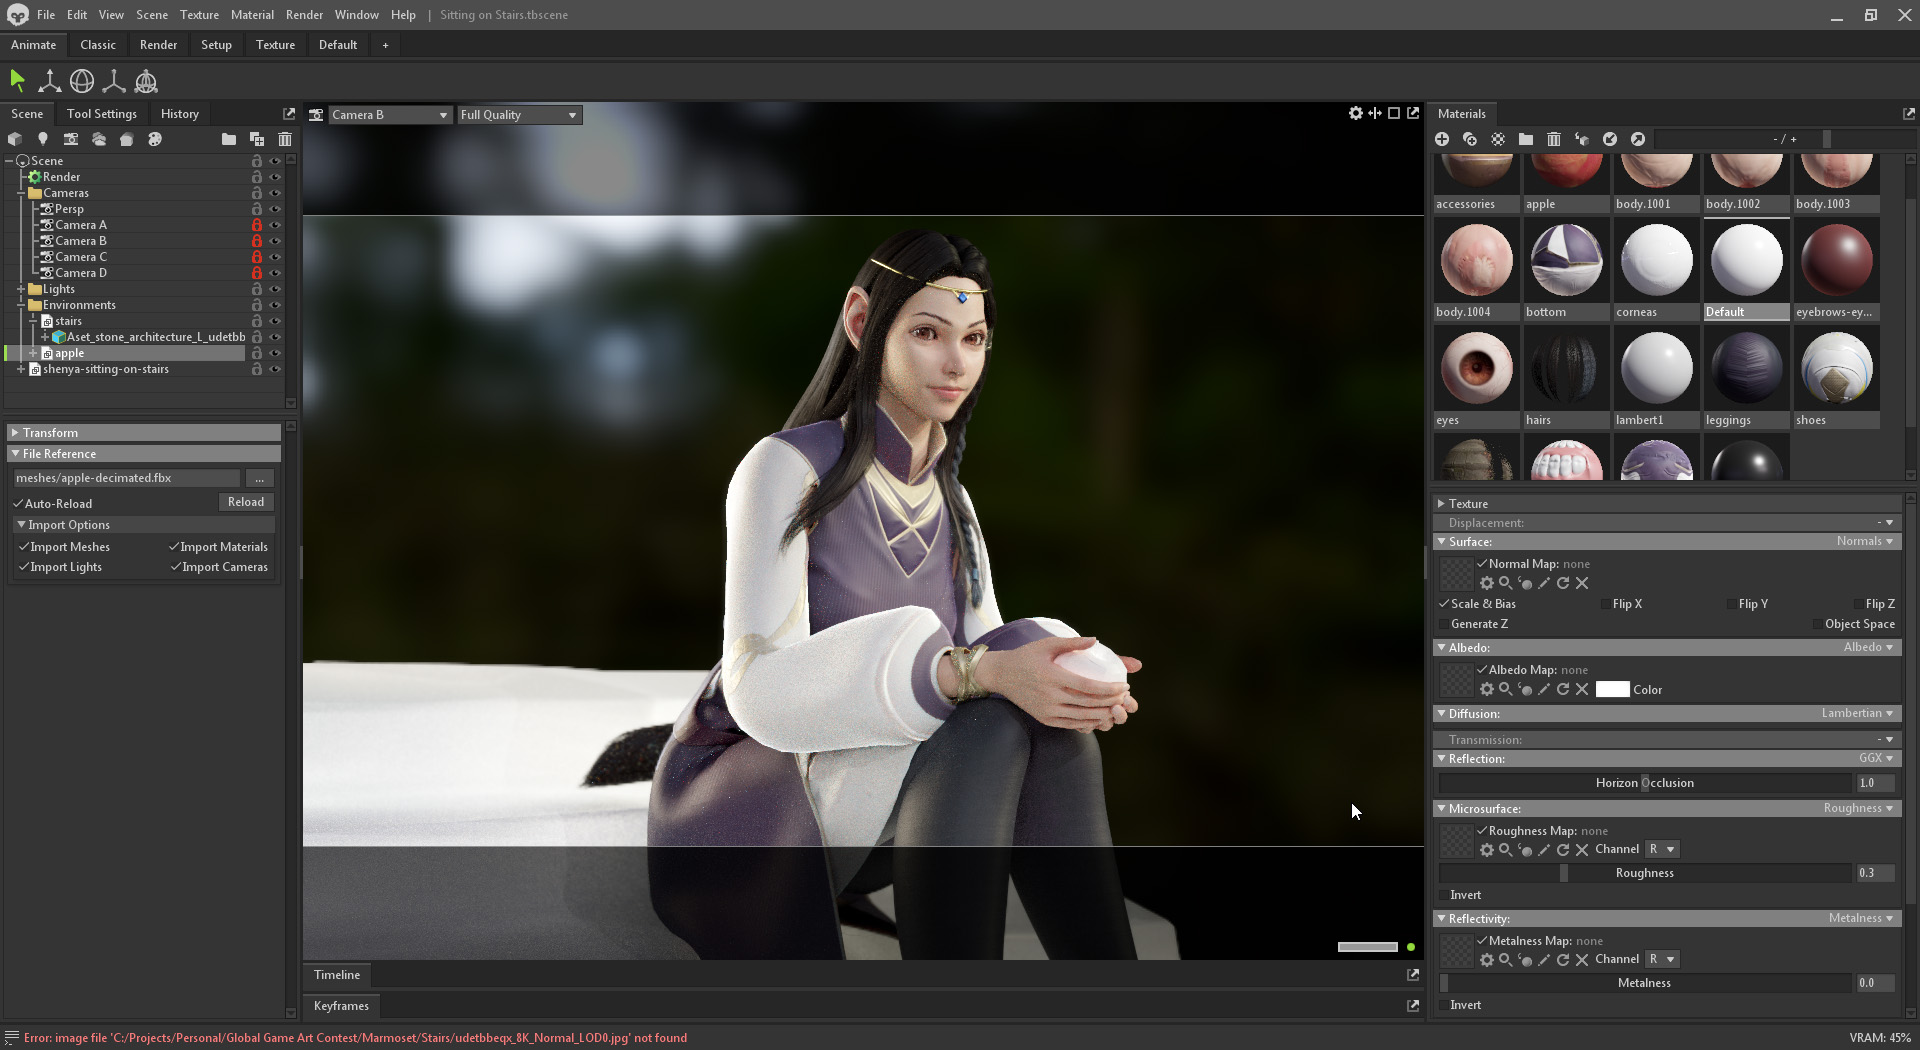 File Edit View Scene Texture Material Render Window Help | Sitting on Stairs.tbscene
Animate Classic Render Setup Texture Default +
Scene Tool Settings History
Camera B Full Quality
Materials
- / +
Scene
Render
Cameras
Persp
Camera A
Camera B
Camera C
Camera D
Lights
Environments
stairs
Aset_stone_architecture_L_udetbb
apple
shenya-sitting-on-stairs
Transform
File Reference
meshes/apple-decimated.fbx ...
Auto-Reload Reload
Import Options
Import Meshes Import Materials
Import Lights Import Cameras
accessories apple body.1001 body.1002 body.1003
body.1004 bottom corneas Default eyebrows-ey...
eyes hairs lambert1 leggings shoes
Texture
Displacement: -
Surface: Normals
Normal Map: none
Scale & Bias Flip X Flip Y Flip Z
Generate Z Object Space
Albedo: Albedo
Albedo Map: none
Color
Diffusion: Lambertian
Transmission: -
Reflection: GGX
Horizon Occlusion 1.0
Microsurface: Roughness
Roughness Map: none
Channel R
Roughness 0.3
Invert
Reflectivity: Metalness
Metalness Map: none
Channel R
Metalness 0.0
Invert
Timeline
Keyframes
Error: image file 'C:/Projects/Personal/Global Game Art Contest/Marmoset/Stairs/udetbbeqx_8K_Normal_LOD0.jpg' not found
VRAM: 45%